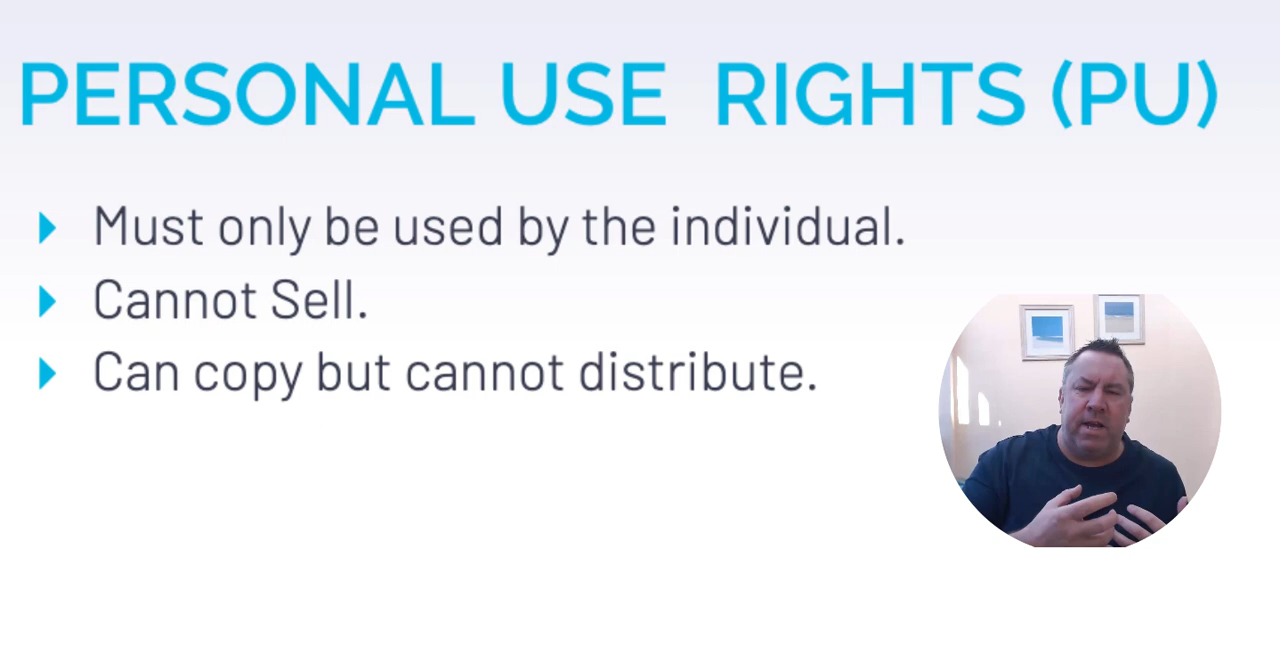 PERSONAL USE RIGHTS (PU)
Must only be used by the individual.
Cannot Sell.
Can copy but cannot distribute.